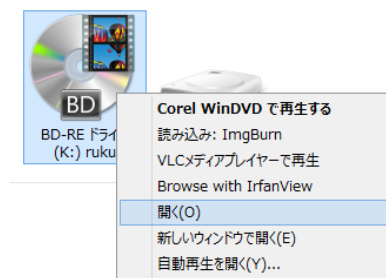 BD
BD-RE ドライ
(K:) ruku
Corel WinDVD で再生する
読み込み: ImgBurn
VLCメディアプレイヤーで再生
Browse with IrfanView
開く(O)
新しいウィンドウで開く(E)
自動再生を開く(Y)...